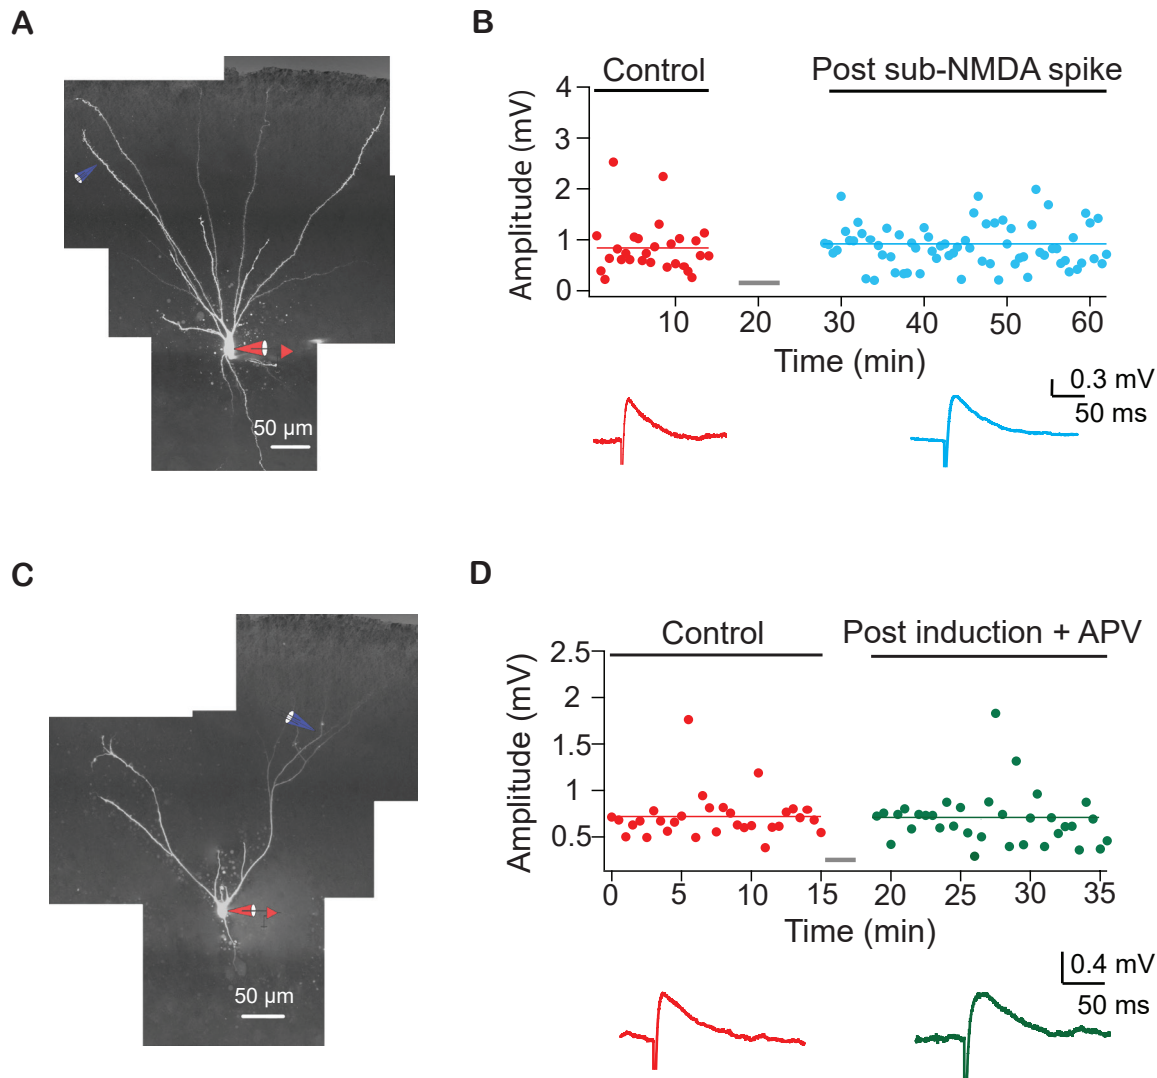 A
50 µm
B
Control
Post sub-NMDA spike
Amplitude (mV)
4
3
2
1
0
10
20
30
40
50
60
Time (min)
0.3 mV
50 ms
C
50 µm
D
Control
Post induction + APV
Amplitude (mV)
2.5
2
1.5
1
0.5
0
5
10
15
20
25
30
35
Time (min)
0.4 mV
50 ms